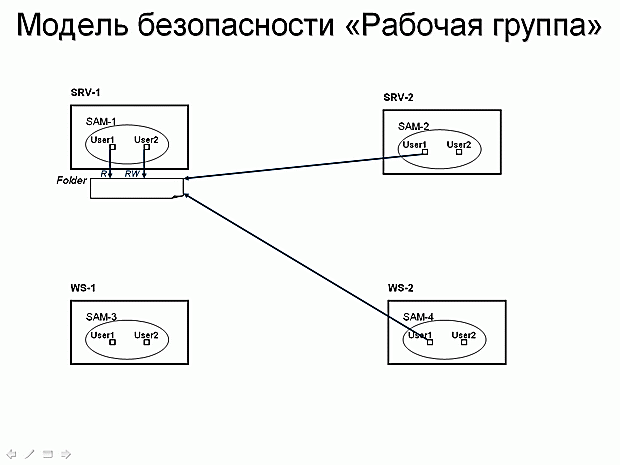 Модель безопасности «Рабочая группа»
SRV-1
SAM-1
User1 User2
R RW
Folder
SRV-2
SAM-2
User1 User2
WS-1
SAM-3
User1 User2
WS-2
SAM-4
User1 User2